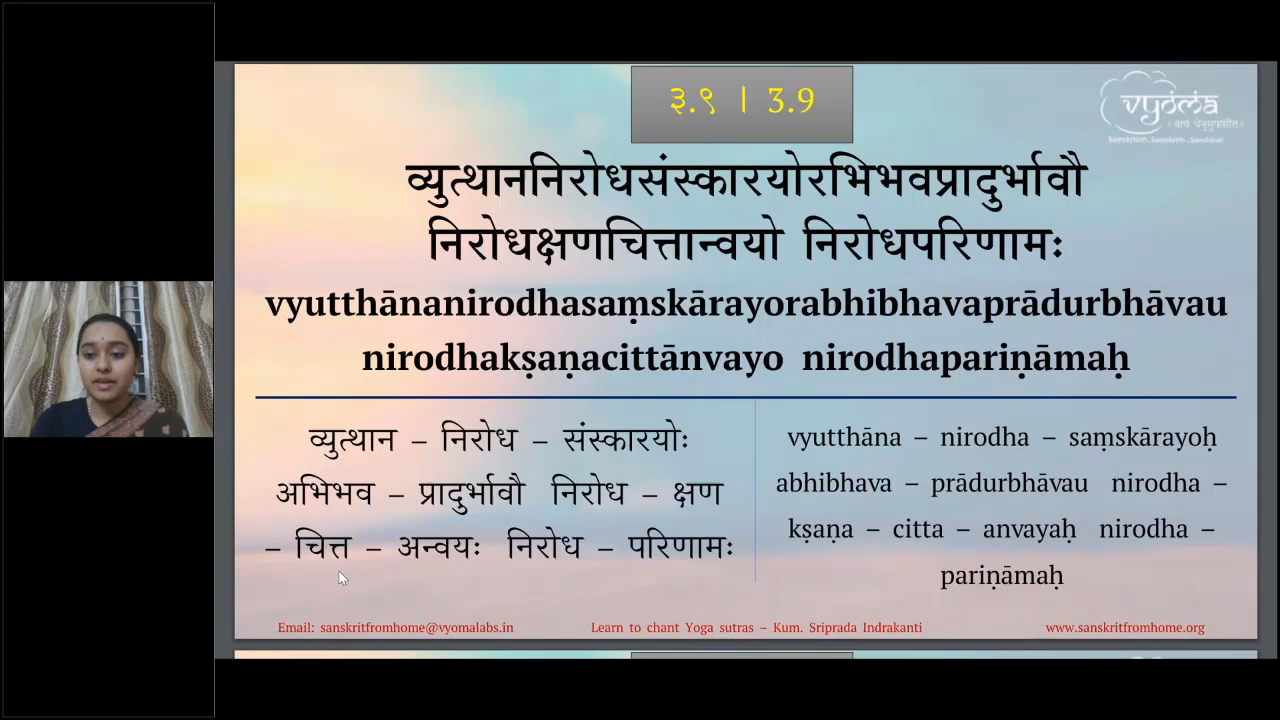 ३.९ । 3.9
vyoma
व्युत्थाननिरोधसंस्कारयोरभिभवप्रादुर्भावौ
निरोधक्षणचित्तान्वयो निरोधपरिणामः
vyutthānanirodhasaṃskārayorabhibhavaprādurbhāvau
nirodhakṣaṇacittānvayo nirodhapariṇāmaḥ
व्युत्थान – निरोध – संस्कारयोः
अभिभव – प्रादुर्भावौ निरोध – क्षण
– चित्त – अन्वयः निरोध – परिणामः
vyutthāna – nirodha – saṃskārayoḥ
abhibhava – prādurbhāvau nirodha –
kṣaṇa – citta – anvayaḥ nirodha –
pariṇāmaḥ
Email: sanskritfromhome@vyomalabs.in Learn to chant Yoga sutras – Kum. Sriprada Indrakanti www.sanskritfromhome.org